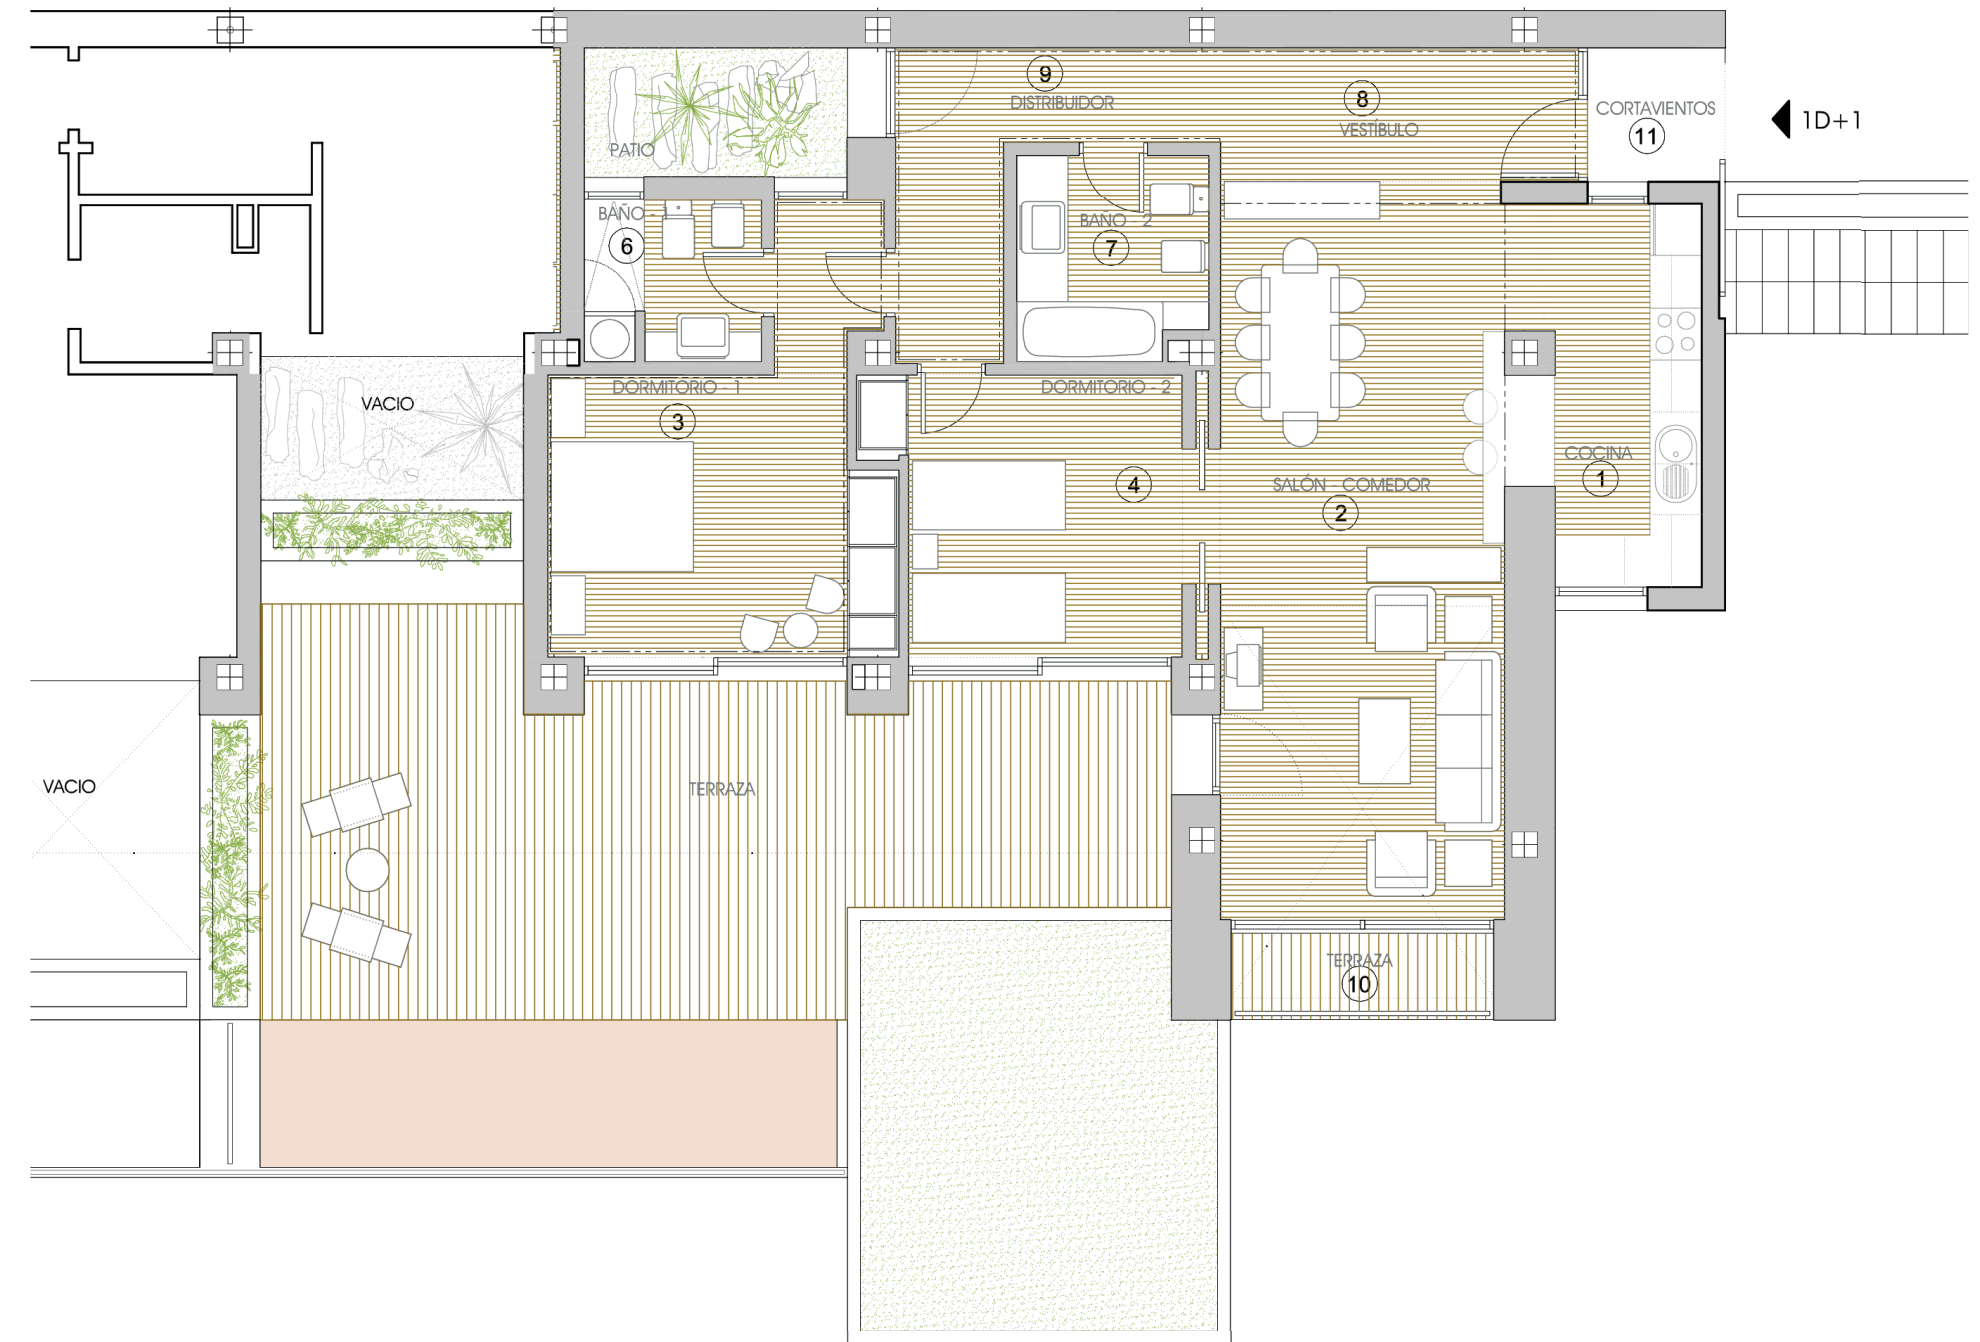 9
DISTRIBUIDOR
8
VESTÍBULO
CORTAVIENTOS
11
1D+1
PATIO
BAÑO - 1
6
BAÑO - 2
7
DORMITORIO - 1
3
DORMITORIO - 2
4
VACIO
COCINA
1
SALÓN - COMEDOR
2
VACIO
TERRAZA
TERRAZA
10